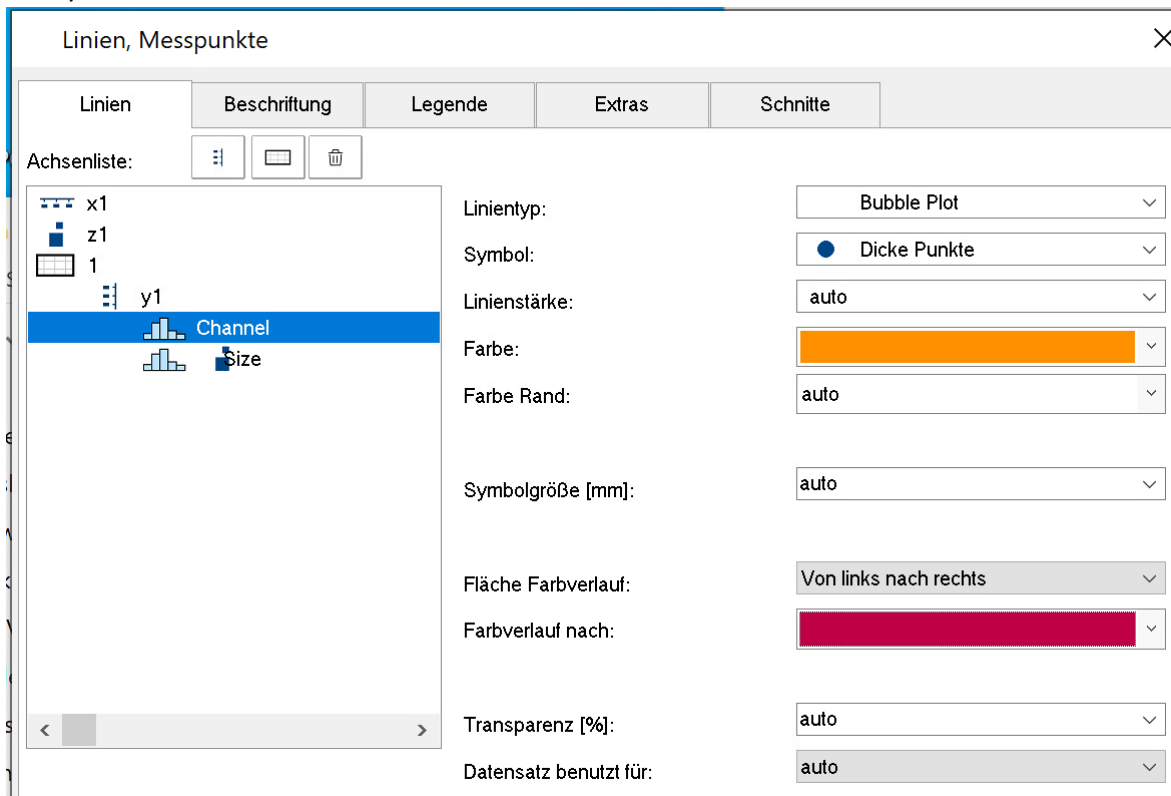 Linien, Messpunkte
Linien Beschriftung Legende Extras Schnitte
Achsenliste:
x1
z1
1
y1
Channel
Size
Linientyp: Bubble Plot
Symbol: Dicke Punkte
Linienstärke: auto
Farbe:
Farbe Rand: auto
Symbolgröße [mm]: auto
Fläche Farbverlauf: Von links nach rechts
Farbverlauf nach:
Transparenz [%]: auto
Datensatz benutzt für: auto